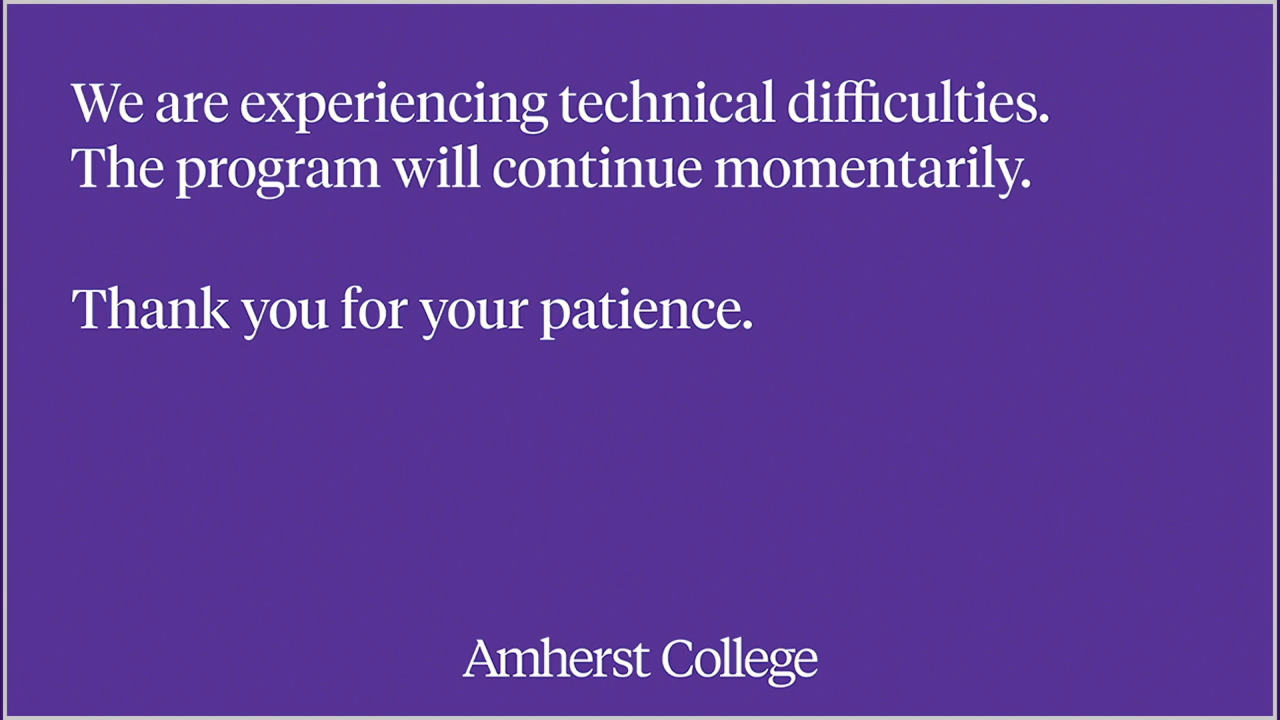 We are experiencing technical difficulties.
The program will continue momentarily.
Thank you for your patience.
Amherst College